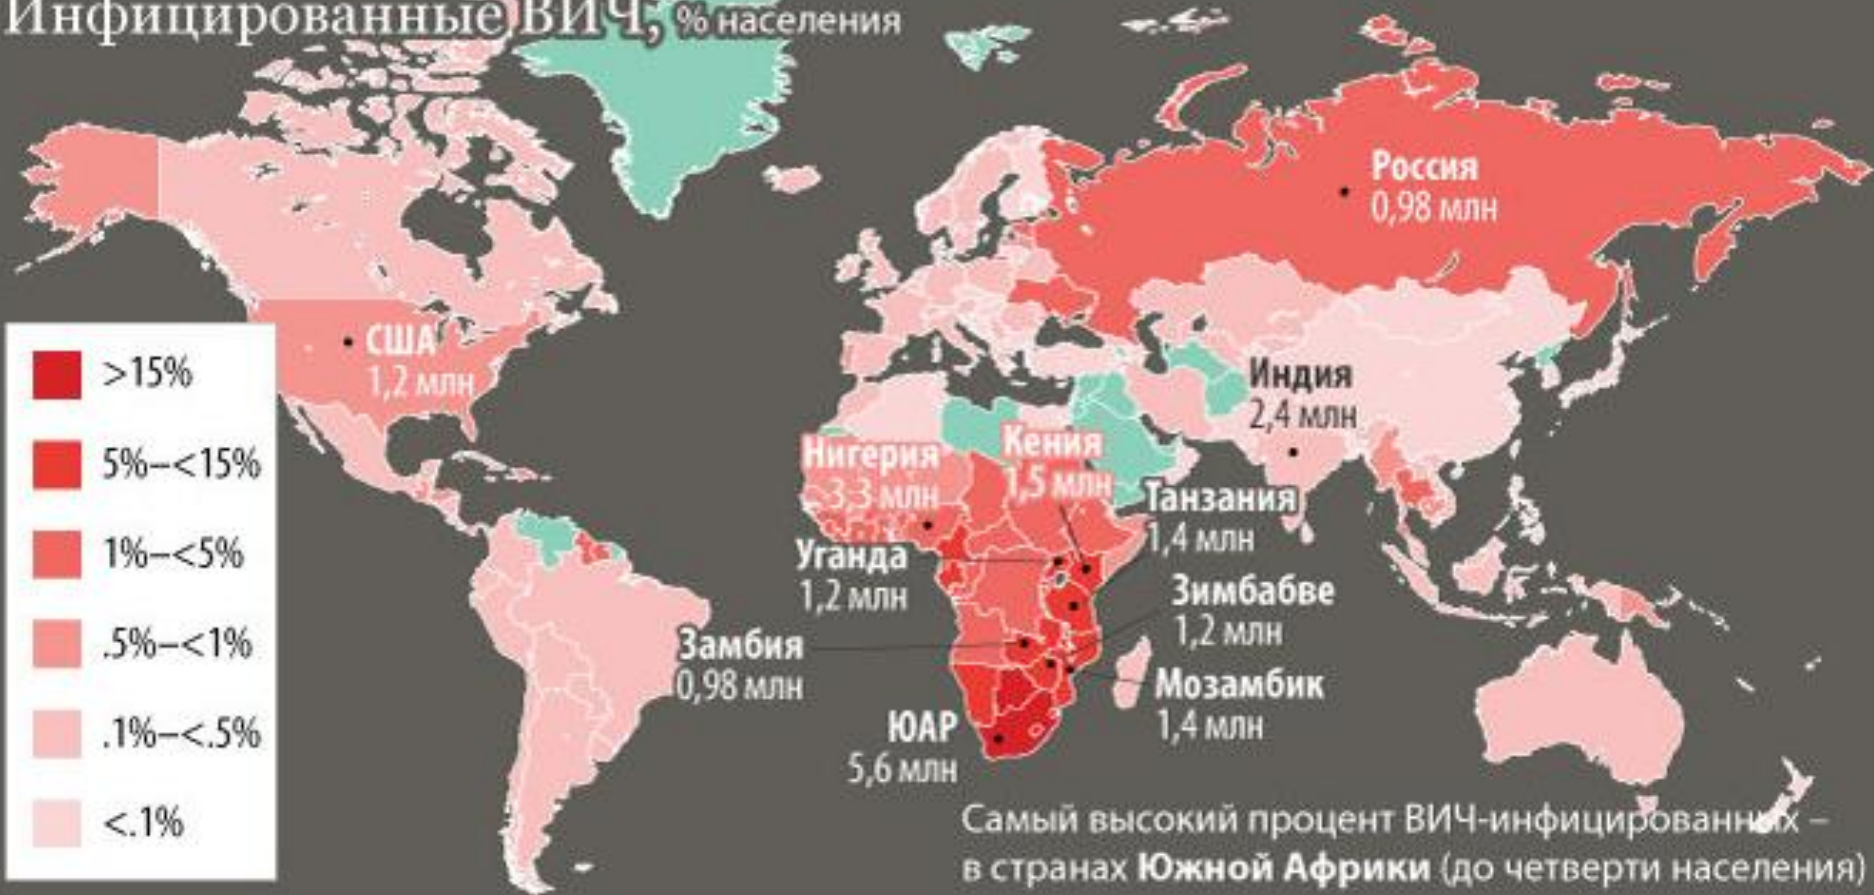 Инфицированные ВИЧ, % населения
Россия
0,98 млн
США
1,2 млн
>15%
5%–<15%
1%–<5%
.5%–<1%
.1%–<.5%
<.1%
Индия
2,4 млн
Нигерия
3,3 млн
Кения
1,5 млн
Танзания
1,4 млн
Уганда
1,2 млн
Зимбабве
1,2 млн
Замбия
0,98 млн
Мозамбик
1,4 млн
ЮАР
5,6 млн
Самый высокий процент ВИЧ-инфицированных –
в странах Южной Африки (до четверти населения)